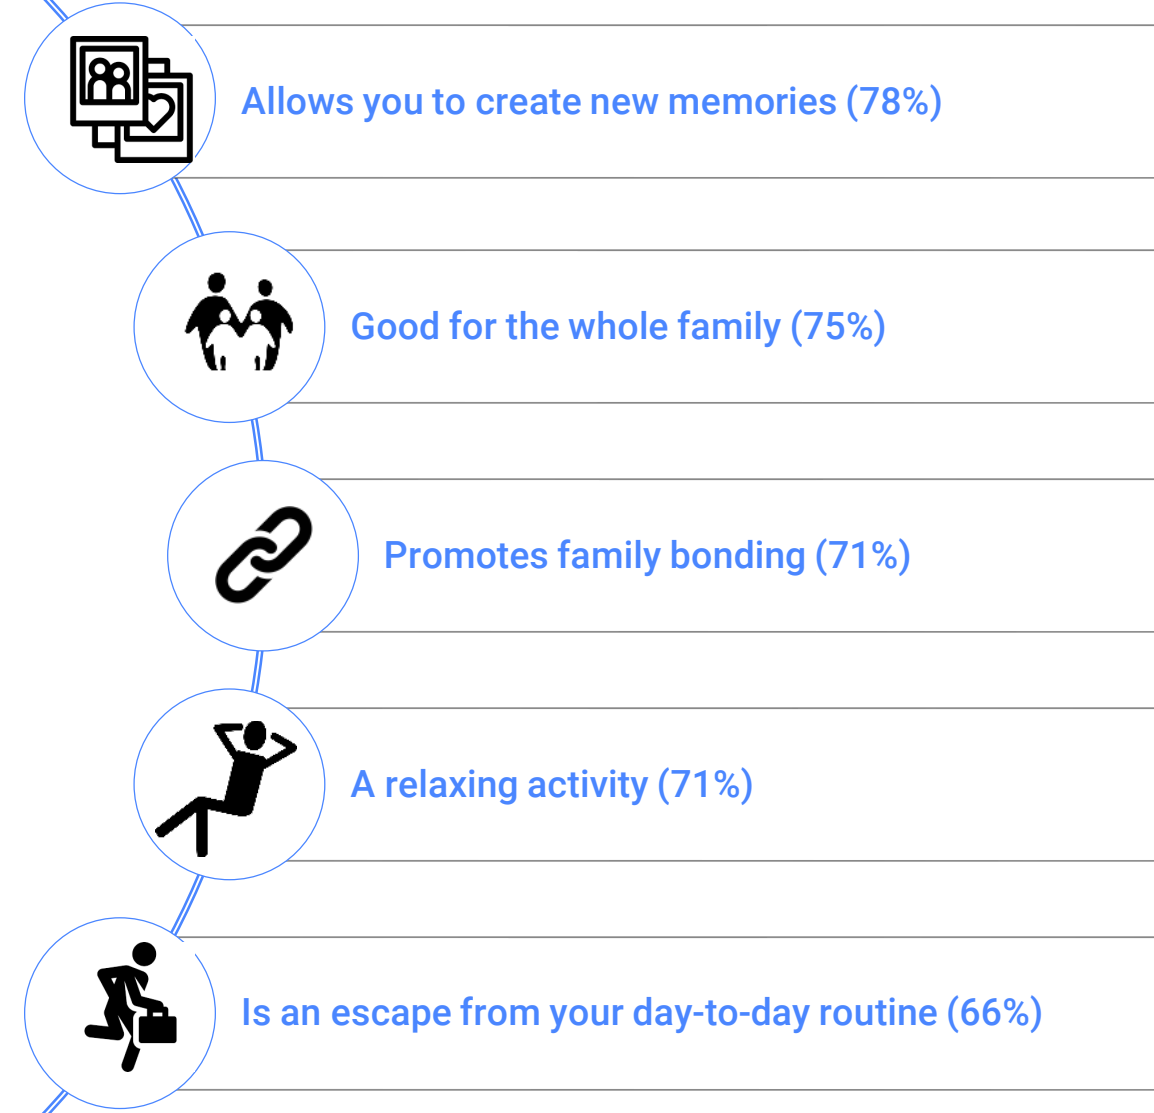 Allows you to create new memories (78%)
Good for the whole family (75%)
Promotes family bonding (71%)
A relaxing activity (71%)
Is an escape from your day-to-day routine (66%)